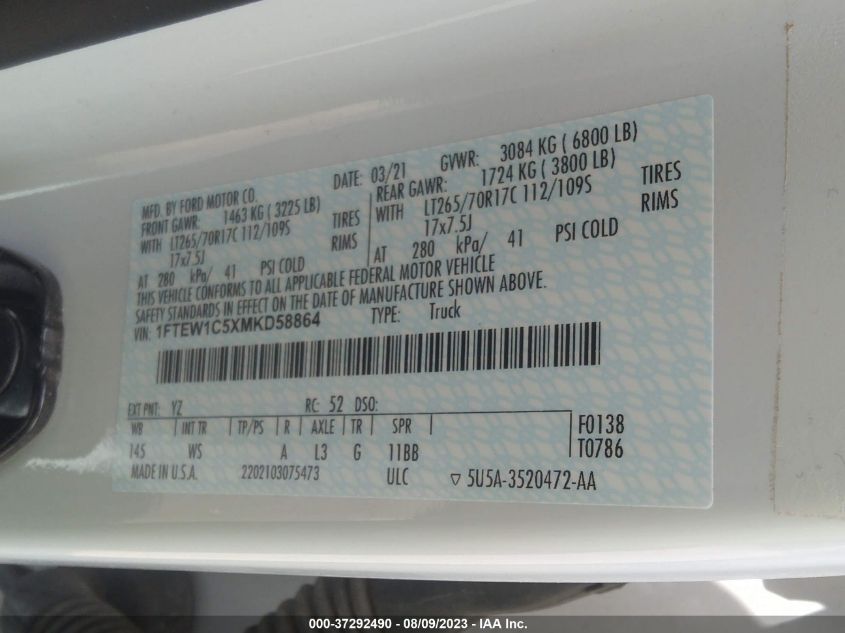 MFD. BY FORD MOTOR CO.
DATE: 03/21 GVWR: 3084 KG ( 6800 LB)
FRONT GAWR: 1463 KG ( 3225 LB)
WITH LT265/70R17C 112/109S TIRES
17x7.5J RIMS
AT 280 kPa/ 41 PSI COLD
REAR GAWR: 1724 KG ( 3800 LB)
WITH LT265/70R17C 112/109S TIRES
17x7.5J RIMS
AT 280 kPa/ 41 PSI COLD
THIS VEHICLE CONFORMS TO ALL APPLICABLE FEDERAL MOTOR VEHICLE
SAFETY STANDARDS IN EFFECT ON THE DATE OF MANUFACTURE SHOWN ABOVE.
VIN: 1FTEW1C5XMKD58864 TYPE: Truck
EXT PNT: YZ RC: 52 DSO:
WB INT TR TP/PS R AXLE TR SPR
145 WS A L3 G 11BB
F0138
T0786
MADE IN U.S.A. 2202103075473 ULC ▽ 5U5A-3520472-AA
000-37292490 - 08/09/2023 - IAA Inc.